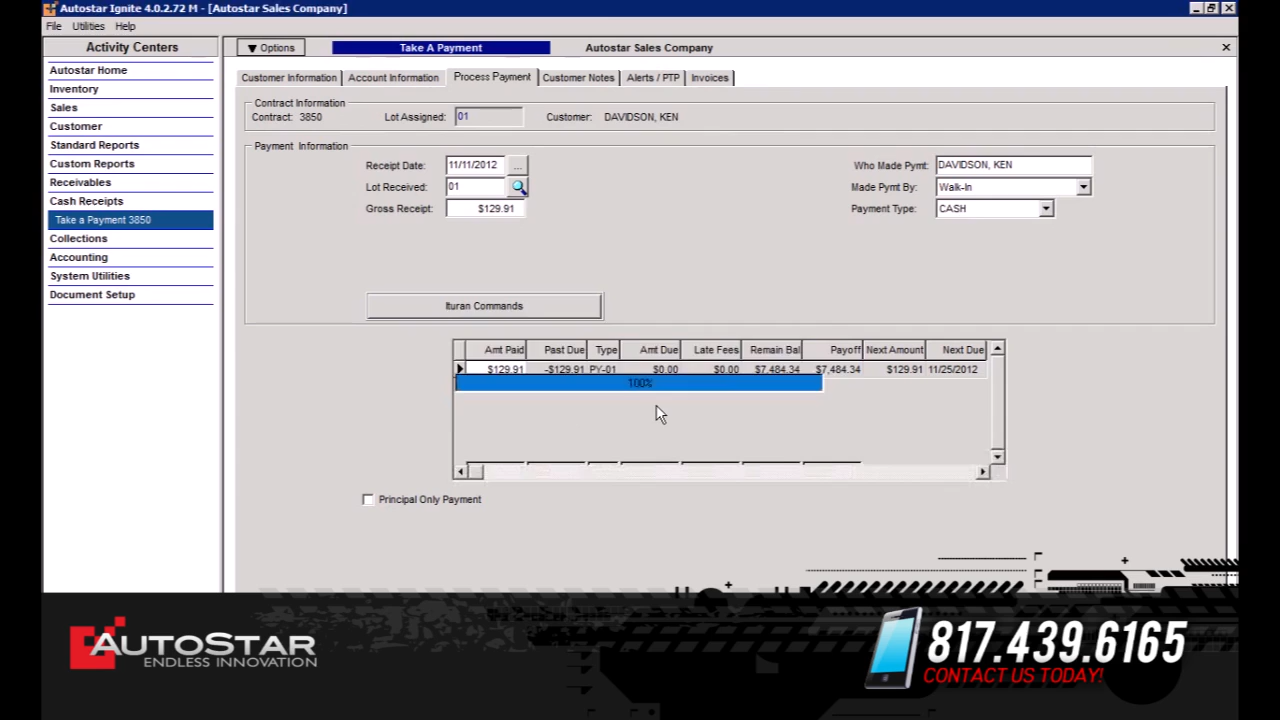 Autostar Ignite 4.0.2.72 M - [Autostar Sales Company]
File Utilities Help
Activity Centers
Autostar Home
Inventory
Sales
Customer
Standard Reports
Custom Reports
Receivables
Cash Receipts
Take a Payment 3850
Collections
Accounting
System Utilities
Document Setup
▼ Options Take A Payment Autostar Sales Company
Customer Information Account Information Process Payment Customer Notes Alerts / PTP Invoices
Contract Information
Contract: 3850 Lot Assigned: 01 Customer: DAVIDSON, KEN
Payment Information
Receipt Date: 11/11/2012 ... Who Made Pymt: DAVIDSON, KEN
Lot Received: 01 Made Pymt By: Walk-In
Gross Receipt: $129.91 Payment Type: CASH
Ituran Commands
Amt Paid Past Due Type Amt Due Late Fees Remain Bal Payoff Next Amount Next Due
$129.91 -$129.91 PY-01 $0.00 $0.00 $7,484.34 $7,484.34 $129.91 11/25/2012
100%
Principal Only Payment
AUTOSTAR
ENDLESS INNOVATION
817.439.6165
CONTACT US TODAY!